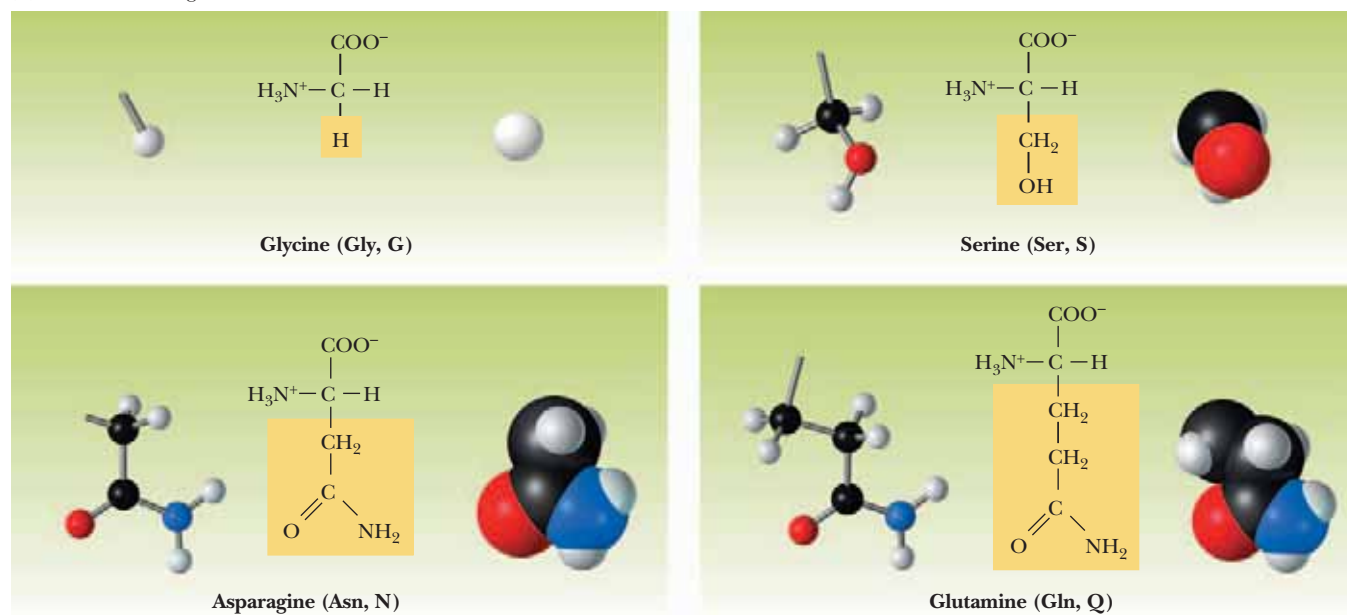 COO⁻
H₃N⁺—C—H
H
Glycine (Gly, G)
COO⁻
H₃N⁺—C—H
CH₂
OH
Serine (Ser, S)
COO⁻
H₃N⁺—C—H
CH₂
C
O NH₂
Asparagine (Asn, N)
COO⁻
H₃N⁺—C—H
CH₂
CH₂
C
O NH₂
Glutamine (Gln, Q)